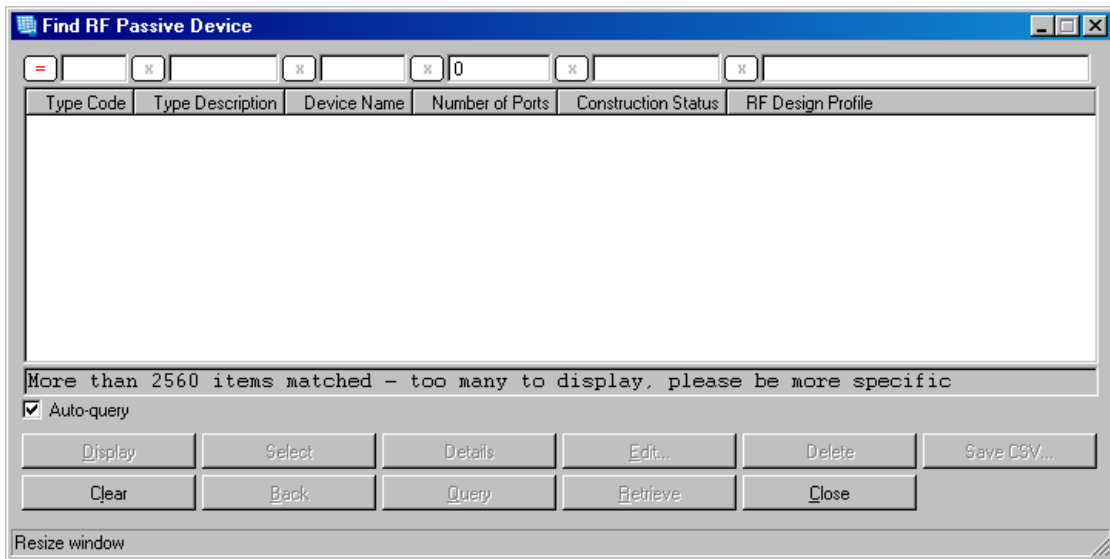 Find RF Passive Device
= x x x 0 x x
Type Code Type Description Device Name Number of Ports Construction Status RF Design Profile
More than 2560 items matched – too many to display, please be more specific
Auto-query
Display Select Details Edit... Delete Save CSV...
Clear Back Query Retrieve Close
Resize window